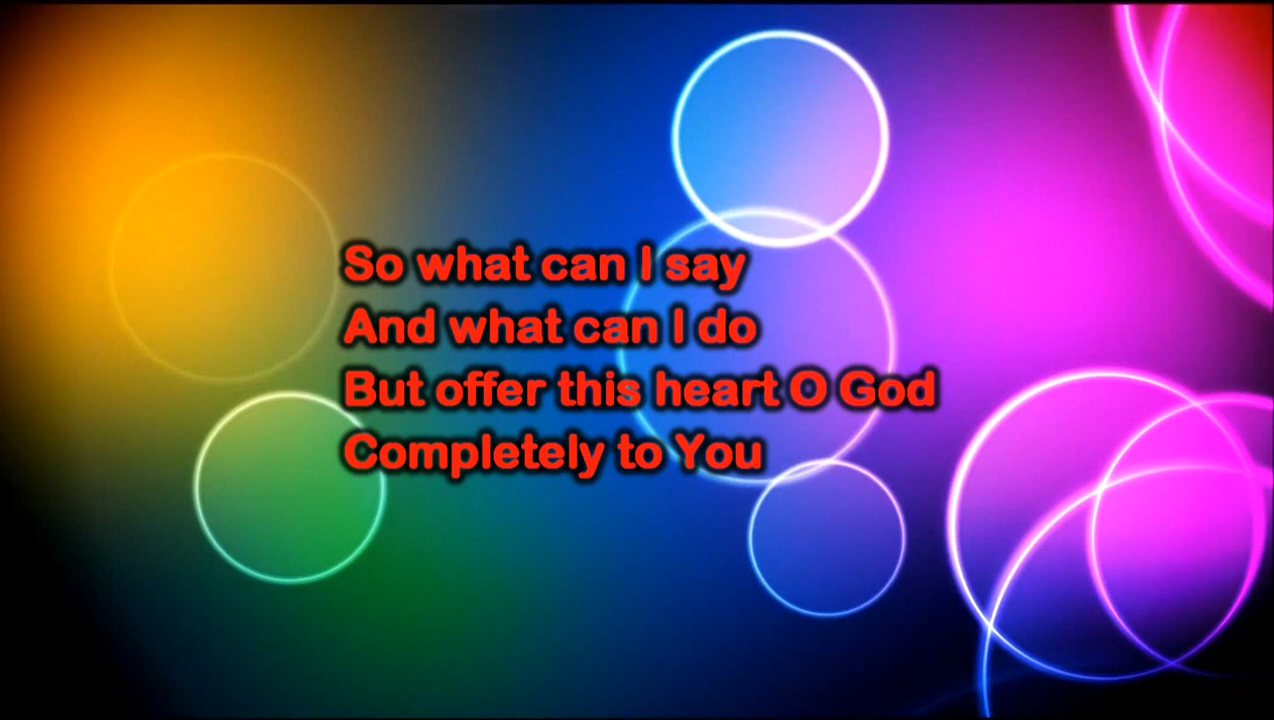 So what can I say
And what can I do
But offer this heart O God
Completely to You